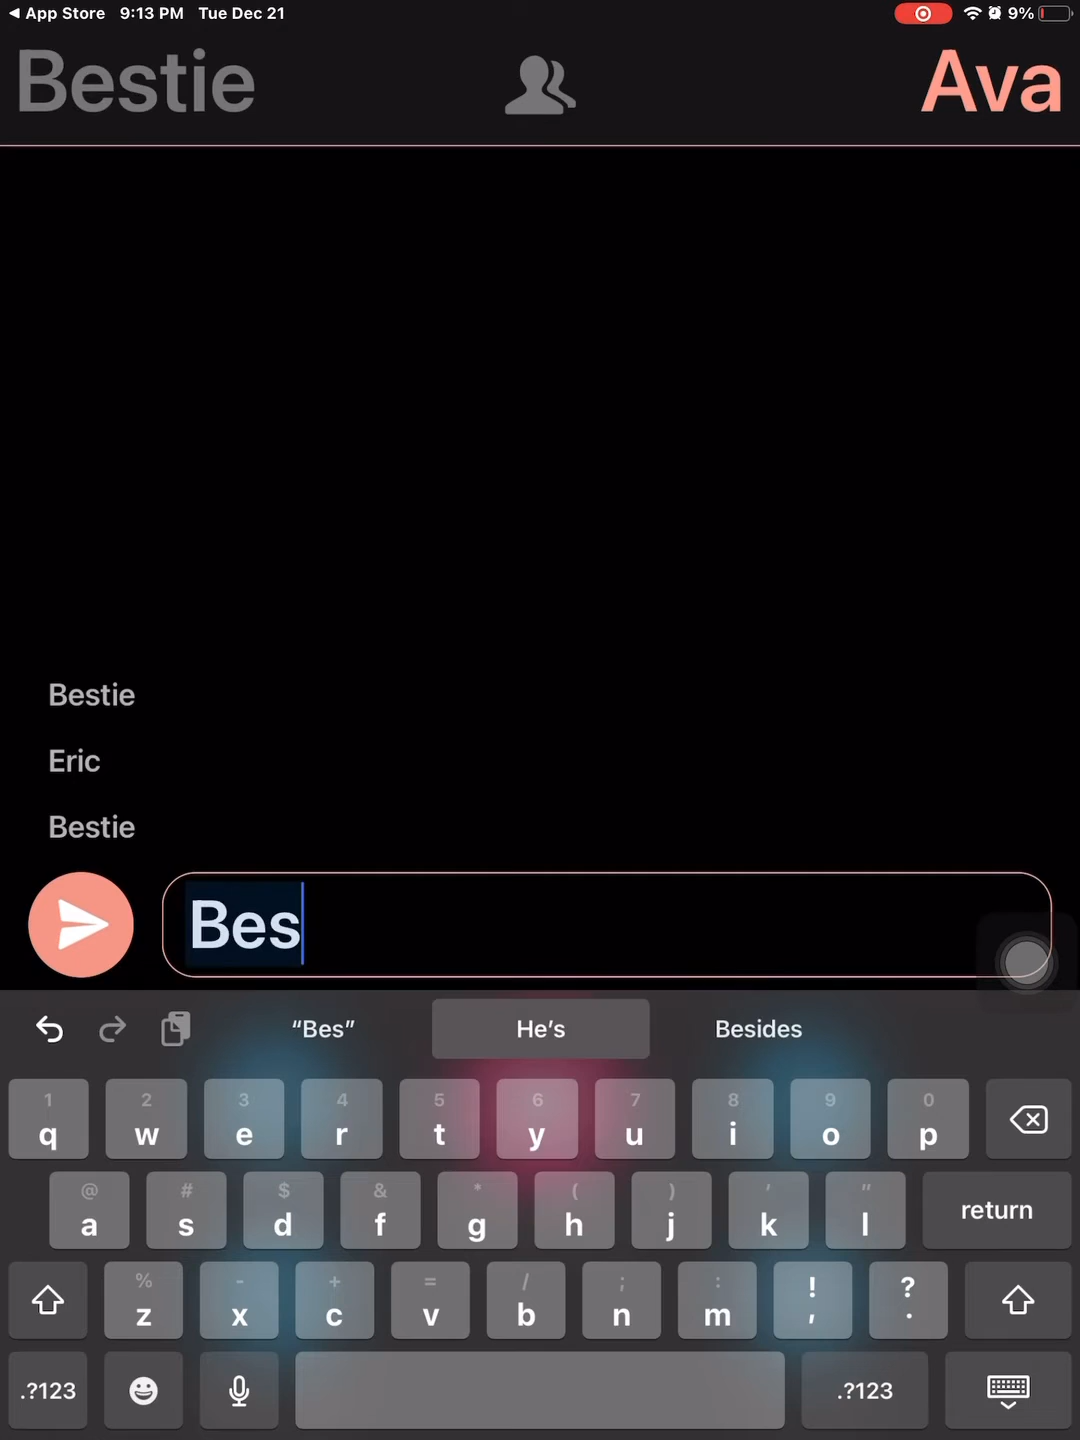 App Store 9:13 PM Tue Dec 21 9%
Bestie Ava
Bestie
Eric
Bestie
Bes
“Bes” He’s Besides
1 2 3 4 5 6 7 8 9 0
q w e r t y u i o p
@ # $ & * ( ) ' "
a s d f g h j k l return
% - + = / ; : ! ?
z x c v b n m , .
.?123 .?123